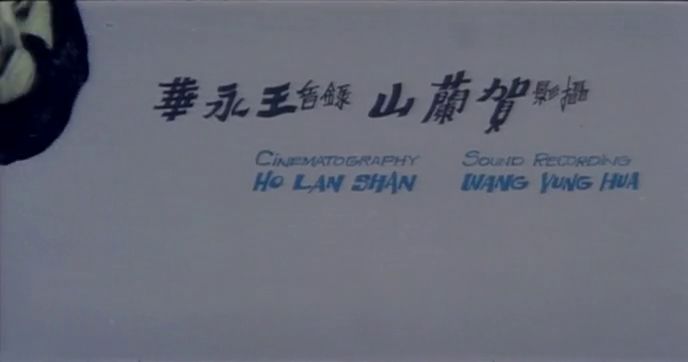 攝影 賀蘭山 錄音 王永華
CINEMATOGRAPHY SOUND RECORDING
HO LAN SHAN WANG YUNG HUA